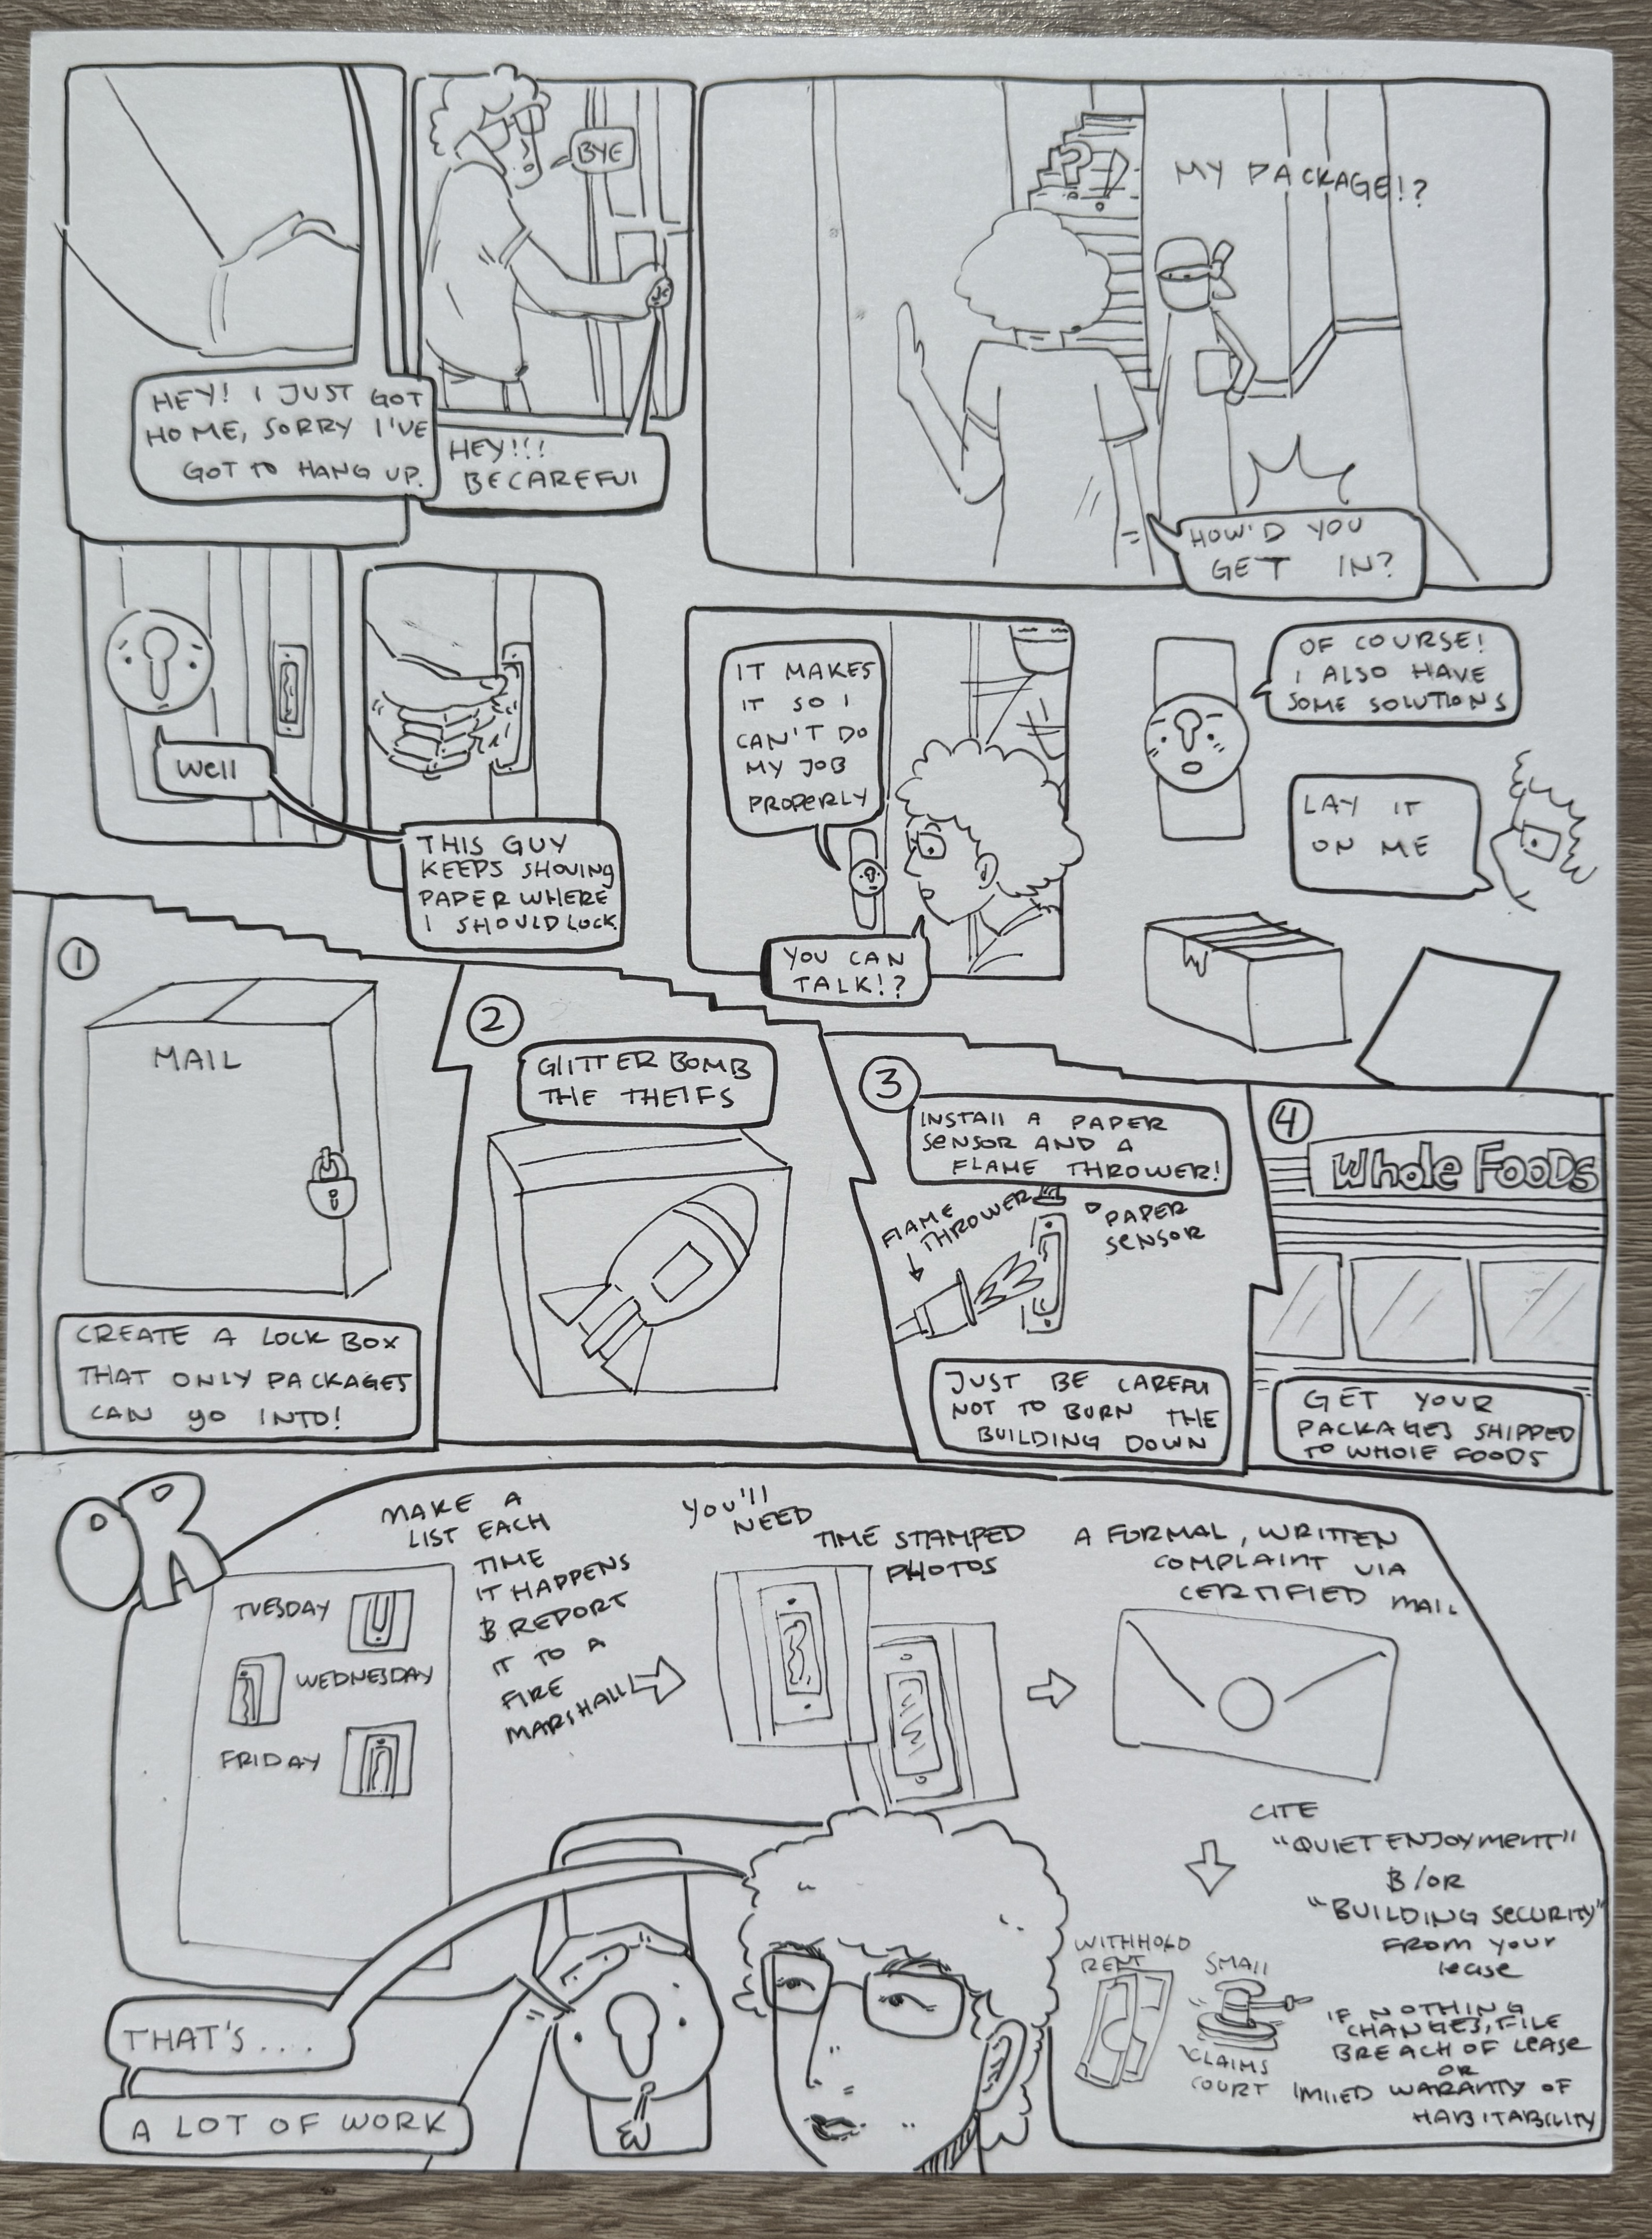 HEY! I JUST GOT
HOME, SORRY I'VE
GOT TO HANG UP.
BYE
HEY!!!
BECAREFUl
?!
MY PACKAGE!?
HOW'D YOU
GET IN?
Well
THIS GUY
KEEPS SHOVING
PAPER WHERE
I SHOULD LOCK
IT MAKES
IT SO I
CAN'T DO
MY JOB
PROPERLY
YOU CAN
TALK!?
OF COURSE!
I ALSO HAVE
SOME SOLUTIONS
LAY IT
ON ME
1
MAIL
CREATE A LOCK BOX
THAT ONLY PACKAGES
CAN gO INTO!
2
GlITTER BOMB
THE THEIFS
3
INSTAll A PAPER
SENSOR AND A
FLAME THROWER!
FlAME
THROWER
PAPER
SENSOR
JUST BE CAREFUl
NOT TO BURN THE
BUILDING DOWN
4
Whole FOODS
GET YOUR
PACKAGES SHIPPED
TO WHOlE FOODS
OR
TUESDAY
WEDNESDAY
FRIDAY
MAKE A
LIST EACH
TIME
IT HAPPENS
& REPORT
IT TO A
FIRE
MARSHAll
YOU'll
NEED
TIME STAMPED
PHOTOS
A FORMAL, WRITTEN
COMPLAINT VIA
CERTIFIED MAIL
CITE
"QUIET ENJOYMENT"
&/OR
"BUILDING SECURITY"
FROM YOUR
lease
WITHHOLD
RENT
SMAll
CLAIMS
COURT
IF NOTHING
CHANGES, FILE
BREACH OF LEASE
OR
IMLIED WARANTY OF
HABITABILITY
THAT'S....
A LOT OF WORK